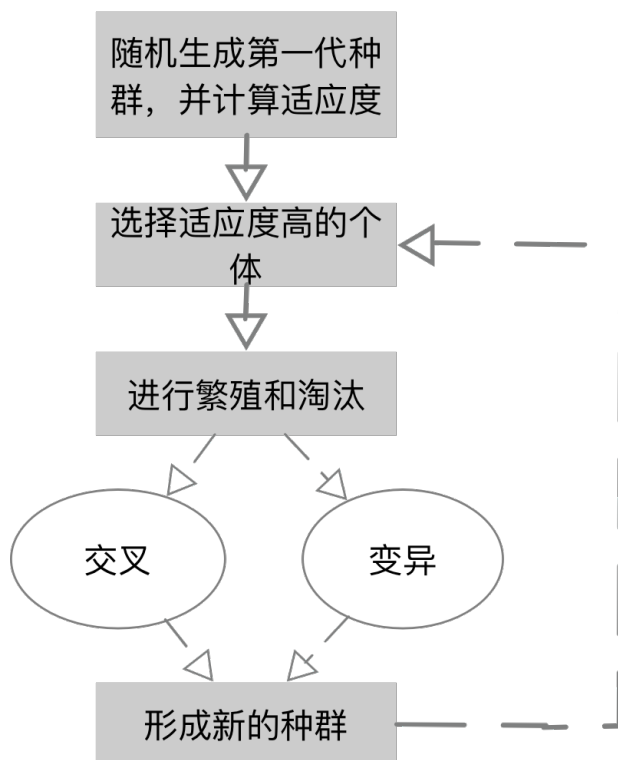 随机生成第一代种
群，并计算适应度
选择适应度高的个
体
进行繁殖和淘汰
交叉
变异
形成新的种群